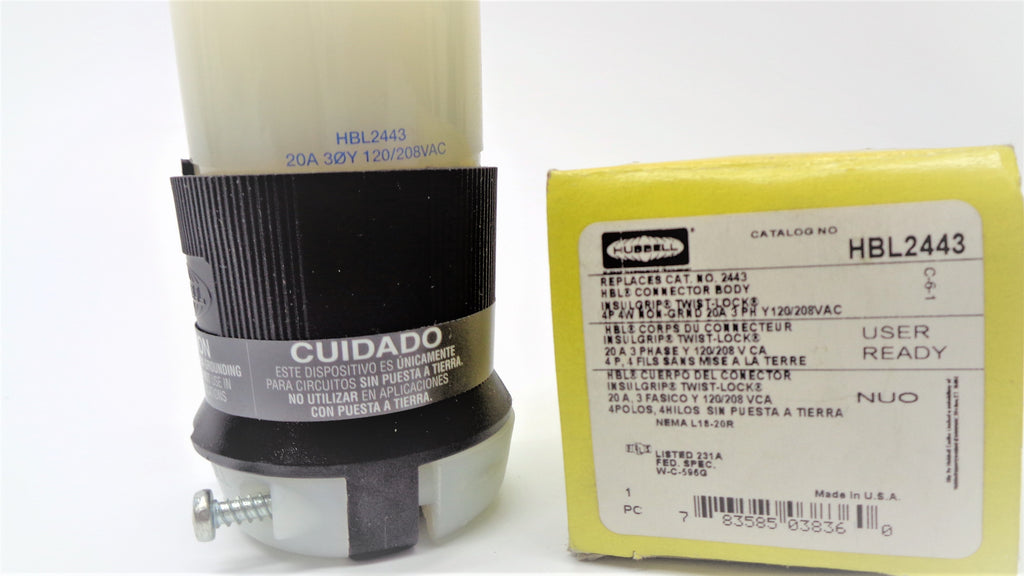 HBL2443
20A 3ØY 120/208VAC
CUIDADO
ESTE DISPOSITIVO ES ÚNICAMENTE
PARA CIRCUITOS SIN PUESTA A TIERRA.
NO UTILIZAR EN APLICACIONES
CON PUESTA A TIERRA.
HUBBELL
CATALOG NO
HBL2443
C-6-1
REPLACES CAT. NO. 2443
HBL® CONNECTOR BODY
INSULGRIP® TWIST-LOCK®
4P 4W NON-GRND 20A 3 PH Y120/208VAC
HBL® CORPS DU CONNECTEUR
INSULGRIP® TWIST-LOCK®
20 A 3 PHASE Y 120/208 V CA
4 P, 4 FILS SANS MISE A LA TERRE
USER
READY
HBL® CUERPO DEL CONECTOR
INSULGRIP® TWIST-LOCK®
20 A, 3 FASICO Y 120/208 VCA
4POLOS, 4HILOS SIN PUESTA A TIERRA
NUO
NEMA L18-20R
LISTED 231A
FED. SPEC.
W-C-596G
1
PC
Made in U.S.A.
7 83585 03836 0